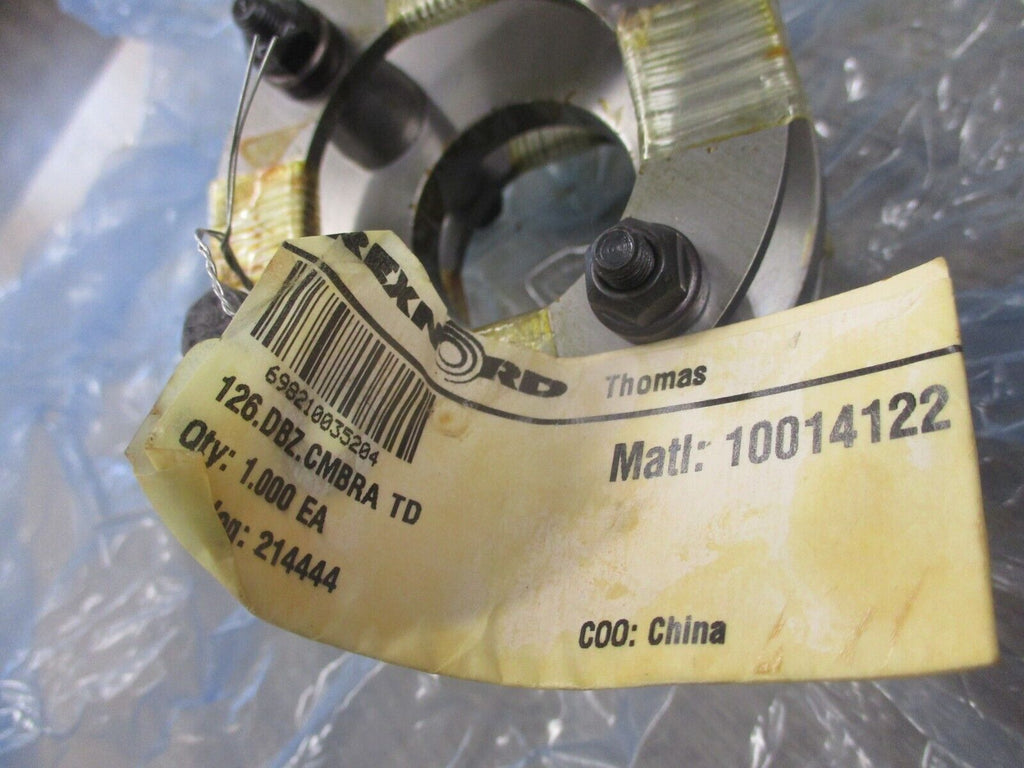 REXNORD
Thomas
698210035204
126.DBZ.CMBRA TD
Matl: 10014122
Qty: 1.000 EA
214444
COO: China